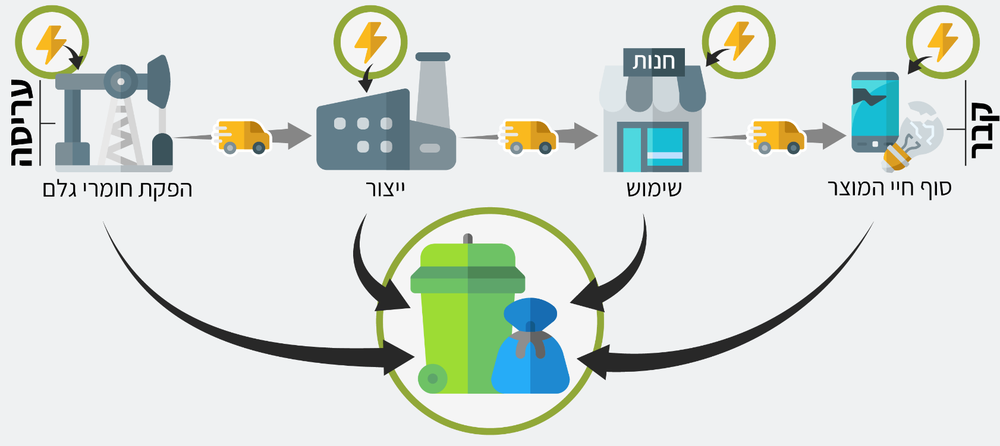 עריסה
חנות
קבר
הפקת חומרי גלם
ייצור
שימוש
סוף חיי המוצר